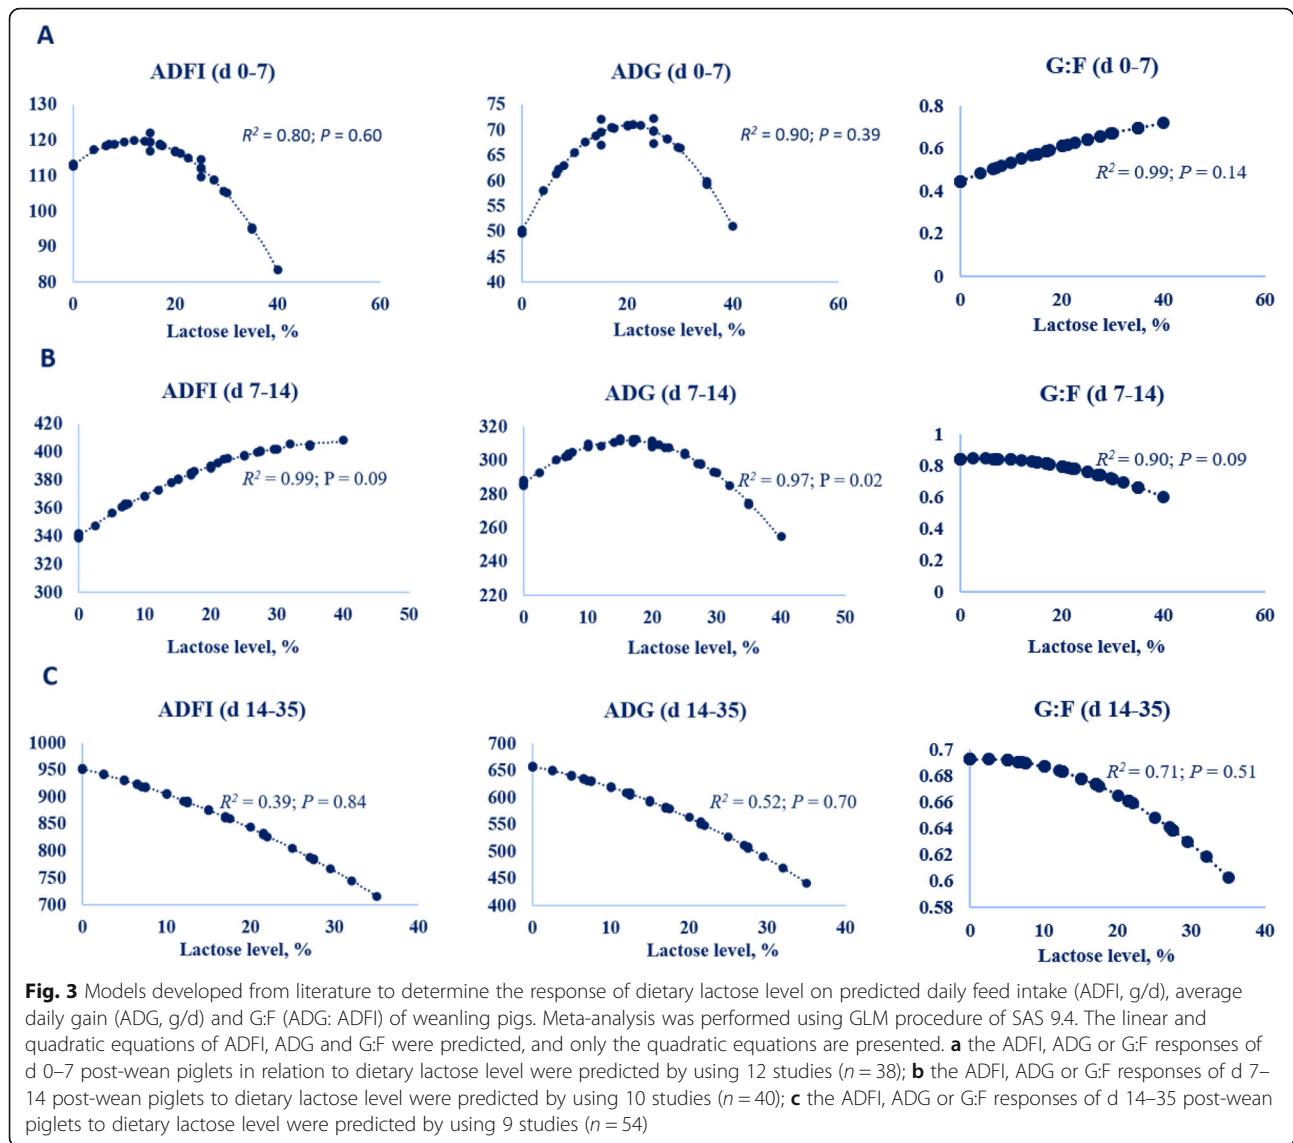 A
ADFI (d 0-7)
130
120
110
100
90
80
R² = 0.80; P = 0.60
0
20
40
60
Lactose level, %
ADG (d 0-7)
75
70
65
60
55
50
45
40
R² = 0.90; P = 0.39
0
20
40
60
Lactose level, %
G:F (d 0-7)
0.8
0.6
0.4
0.2
0
R² = 0.99; P = 0.14
0
20
40
60
Lactose level, %
B
ADFI (d 7-14)
420
400
380
360
340
320
300
R² = 0.99; P = 0.09
0
10
20
30
40
50
Lactose level, %
ADG (d 7-14)
320
300
280
260
240
220
R² = 0.97; P = 0.02
0
10
20
30
40
50
Lactose level, %
G:F (d 7-14)
1
0.8
0.6
0.4
0.2
0
R² = 0.90; P = 0.09
0
20
40
60
Lactose level, %
C
ADFI (d 14-35)
1000
950
900
850
800
750
700
R² = 0.39; P = 0.84
0
10
20
30
40
Lactose level, %
ADG (d 14-35)
700
650
600
550
500
450
400
R² = 0.52; P = 0.70
0
10
20
30
40
Lactose level, %
G:F (d 14-35)
0.7
0.68
0.66
0.64
0.62
0.6
0.58
R² = 0.71; P = 0.51
0
10
20
30
40
Lactose level, %
Fig. 3 Models developed from literature to determine the response of dietary lactose level on predicted daily feed intake (ADFI, g/d), average
daily gain (ADG, g/d) and G:F (ADG: ADFI) of weanling pigs. Meta-analysis was performed using GLM procedure of SAS 9.4. The linear and
quadratic equations of ADFI, ADG and G:F were predicted, and only the quadratic equations are presented. a the ADFI, ADG or G:F responses of
d 0–7 post-wean piglets in relation to dietary lactose level were predicted by using 12 studies (n = 38); b the ADFI, ADG or G:F responses of d 7–
14 post-wean piglets to dietary lactose level were predicted by using 10 studies (n = 40); c the ADFI, ADG or G:F responses of d 14–35 post-wean
piglets to dietary lactose level were predicted by using 9 studies (n = 54)